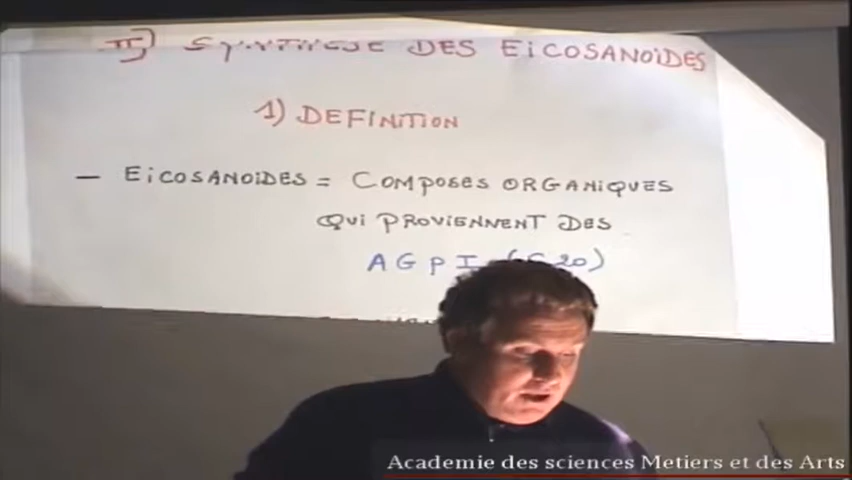 II) SYNTHESE DES EICOSANOÏDES
1) DEFINITION
— EiCOSANOÏDES = COMPOSES ORGANIQUES
QUI PROVIENNENT DES
AGPI (C20)
Academie des sciences Metiers et des Arts